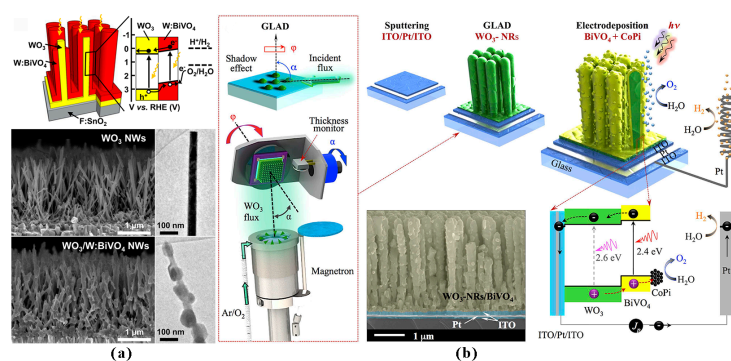 WO₃
W:BiVO₄
WO₃
W:BiVO₄
0
1
2
3
H⁺/H₂
e⁻
O₂/H₂O
h⁺
V vs. RHE (V)
F:SnO₂
WO₃ NWs
1 µm
100 nm
WO₃/W:BiVO₄ NWs
1 µm
100 nm
(a)
GLAD
φ
Shadow
effect
α
Incident
flux
φ
Thickness
monitor
α
WO₃
flux
α
Magnetron
Ar/O₂
Sputtering
ITO/Pt/ITO
GLAD
WO₃- NRs
Electrodeposition
BiVO₄ + CoPi
hν
O₂
H₂O
H₂
H₂O
Glass
ITO
Pt
ITO
Pt
WO₃-NRs/BiVO₄
Pt
ITO
1 µm
(b)
2.6 eV
2.4 eV
O₂
H₂O
CoPi
BiVO₄
WO₃
H₂
H₂O
Pt
ITO/Pt/ITO